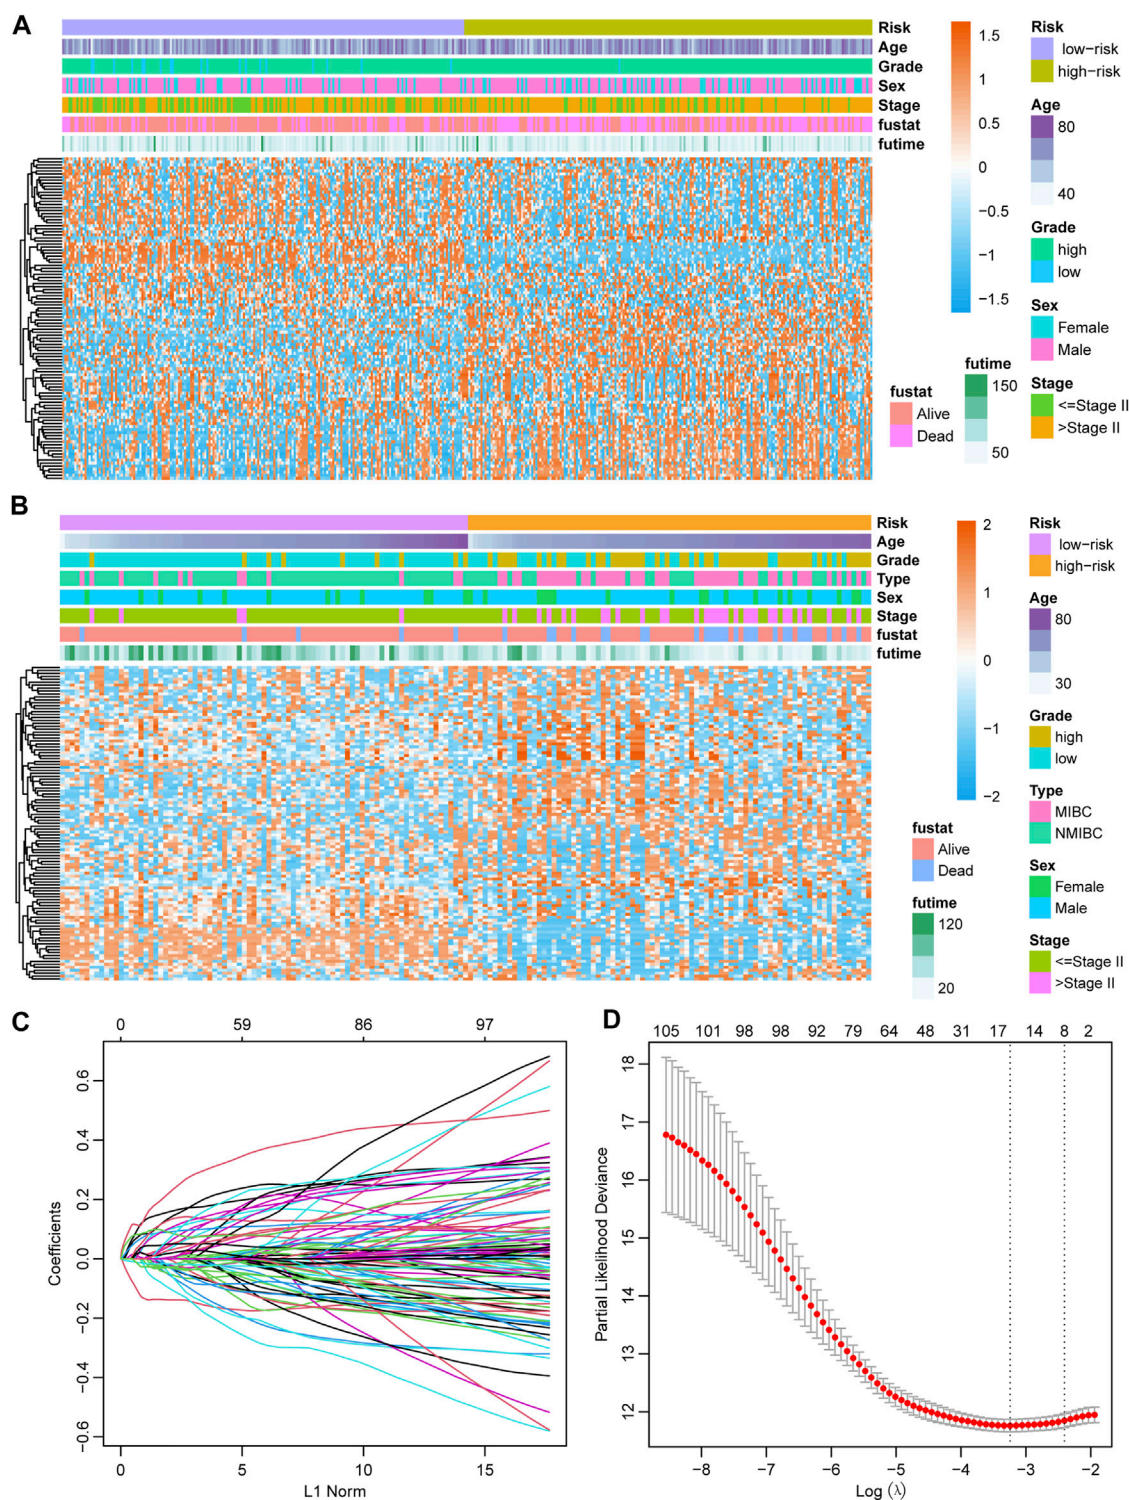 A
Risk
Age
Grade
Sex
Stage
fustat
futime
1.5
1
0.5
0
−0.5
−1
−1.5
fustat
Alive
Dead
futime
150
50
Risk
low−risk
high−risk
Age
80
40
Grade
high
low
Sex
Female
Male
Stage
<=Stage II
>Stage II
B
Risk
Age
Grade
Type
Sex
Stage
fustat
futime
2
1
0
−1
−2
fustat
Alive
Dead
futime
120
20
Risk
low−risk
high−risk
Age
80
30
Grade
high
low
Type
MIBC
NMIBC
Sex
Female
Male
Stage
<=Stage II
>Stage II
C
0 59 86 97
Coefficients
0.6
0.4
0.2
0.0
−0.2
−0.4
−0.6
0 5 10 15
L1 Norm
D
105 101 98 98 92 79 64 48 31 17 14 8 2
Partial Likelihood Deviance
18
17
16
15
14
13
12
−8 −7 −6 −5 −4 −3 −2
Log (λ)